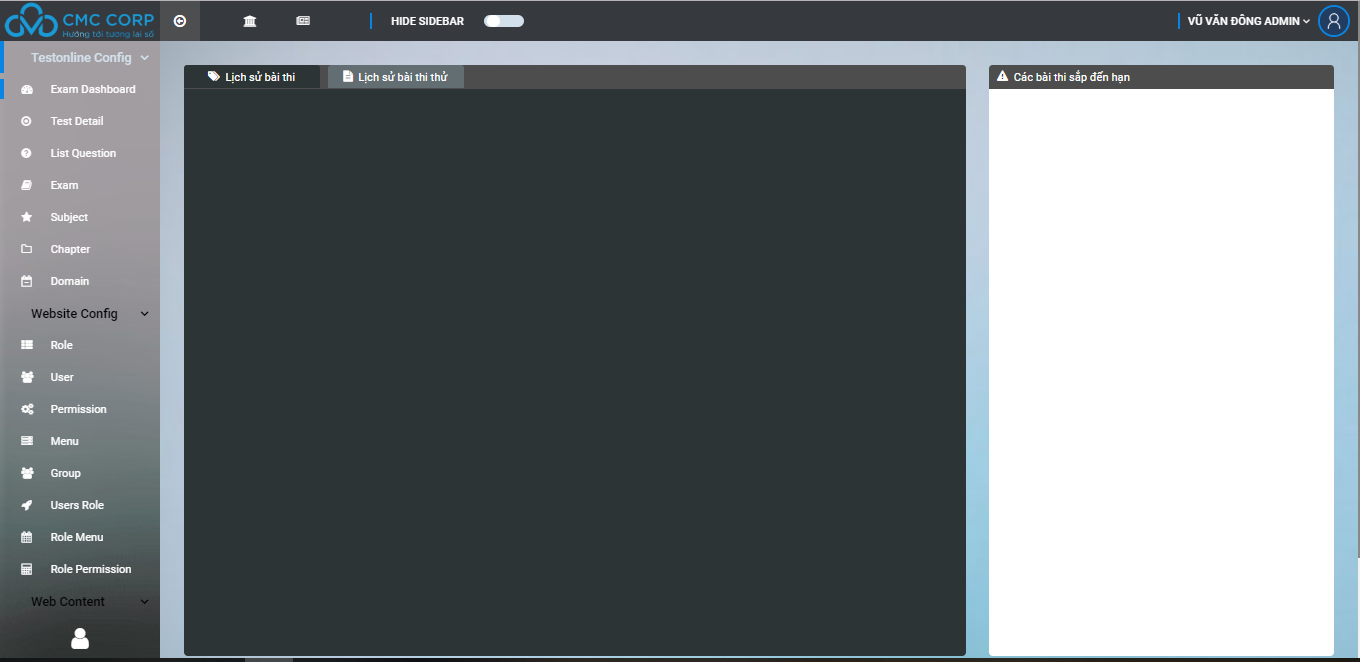 CMC CORP
Hướng tới tương lai số
HIDE SIDEBAR
VŨ VĂN ĐÔNG ADMIN
Testonline Config
Exam Dashboard
Test Detail
List Question
Exam
Subject
Chapter
Domain
Website Config
Role
User
Permission
Menu
Group
Users Role
Role Menu
Role Permission
Web Content
Lịch sử bài thi
Lịch sử bài thi thử
Các bài thi sắp đến hạn